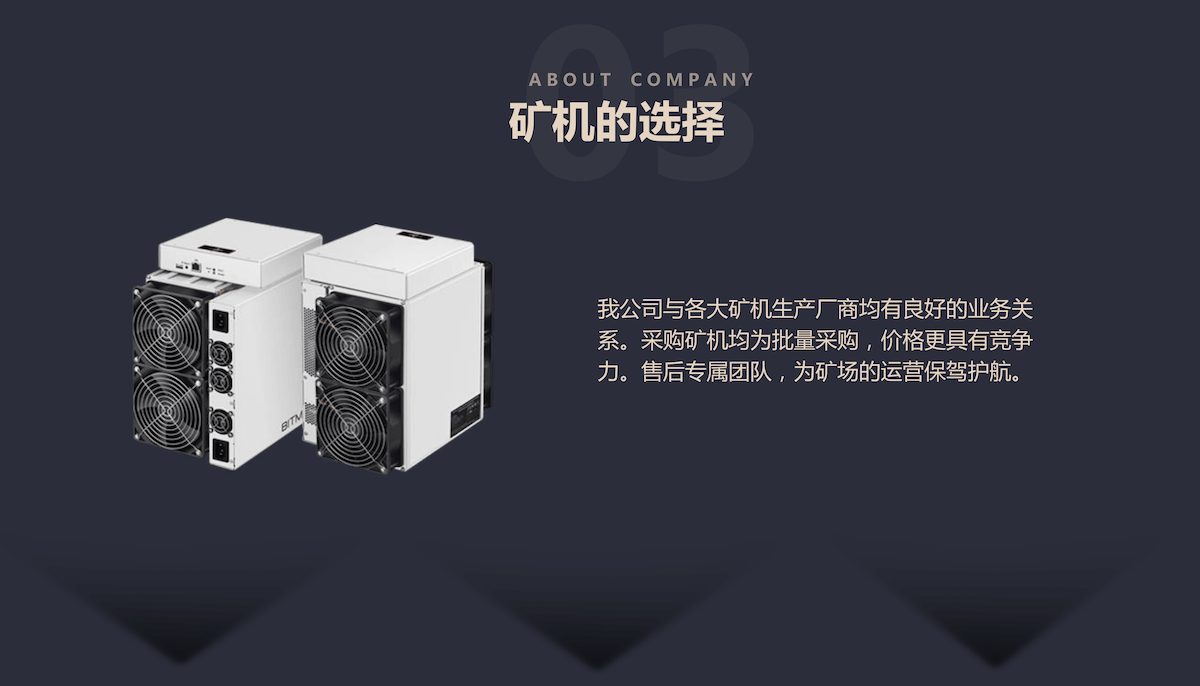 03
ABOUT COMPANY
矿机的选择
我公司与各大矿机生产厂商均有良好的业务关
系。采购矿机均为批量采购，价格更具有竞争
力。售后专属团队，为矿场的运营保驾护航。
BITM